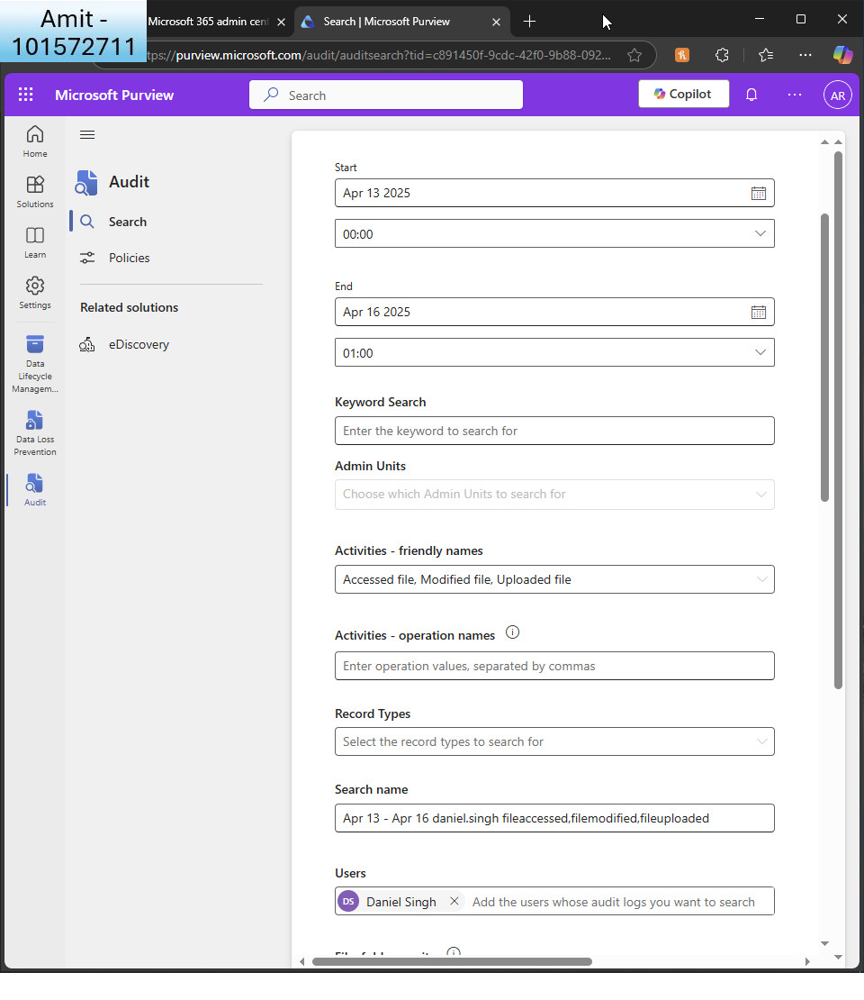 Amit -
101572711
Microsoft 365 admin cen
Search | Microsoft Purview
tps://purview.microsoft.com/audit/auditsearch?tid=c891450f-9cdc-42f0-9b88-092...
Microsoft Purview
Search
Copilot
AR
Home
Solutions
Learn
Settings
Data
Lifecycle
Managem...
Data Loss
Prevention
Audit
Audit
Search
Policies
Related solutions
eDiscovery
Start
Apr 13 2025
00:00
End
Apr 16 2025
01:00
Keyword Search
Enter the keyword to search for
Admin Units
Choose which Admin Units to search for
Activities - friendly names
Accessed file, Modified file, Uploaded file
Activities - operation names
Enter operation values, separated by commas
Record Types
Select the record types to search for
Search name
Apr 13 - Apr 16 daniel.singh fileaccessed,filemodified,fileuploaded
Users
DS Daniel Singh Add the users whose audit logs you want to search